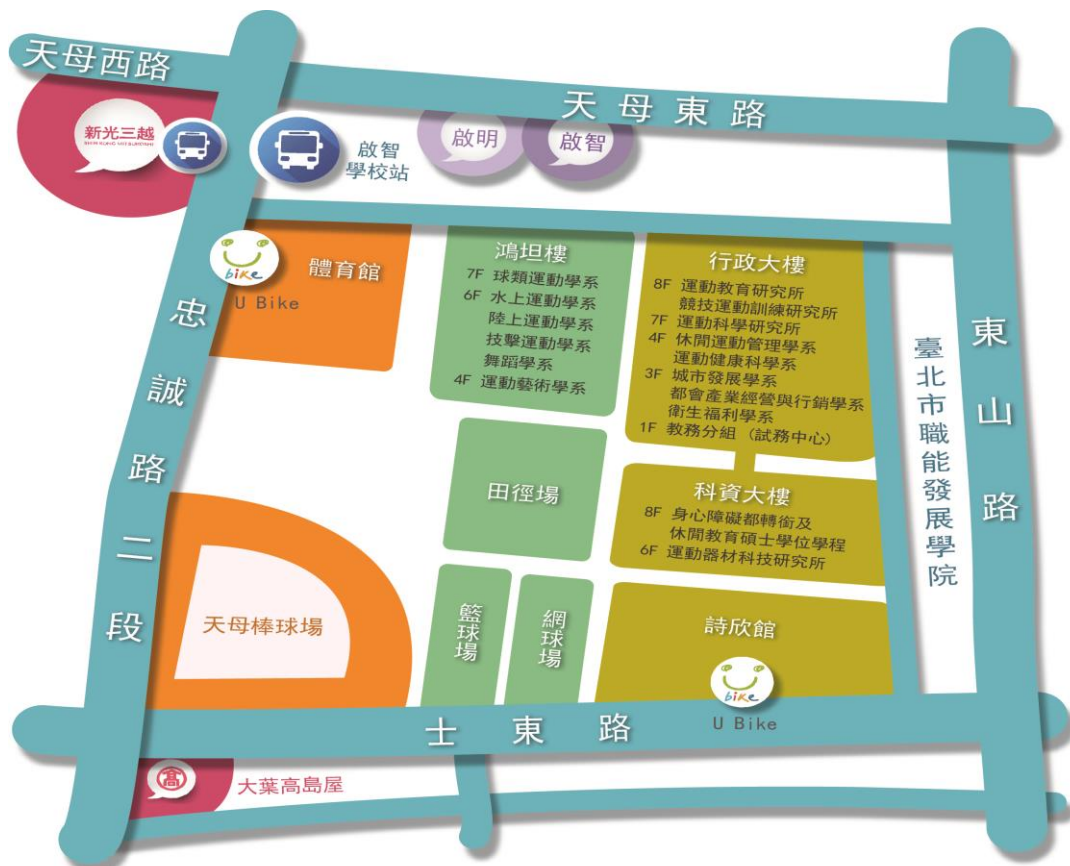 天母西路
天母東路
新光三越
SHIN KONG MITSUKOSHI
啟智
學校站
啟明
啟智
bike
U Bike
體育館
鴻坦樓
7F 球類運動學系
6F 水上運動學系
陸上運動學系
技擊運動學系
舞蹈學系
4F 運動藝術學系
行政大樓
8F 運動教育研究所
競技運動訓練研究所
7F 運動科學研究所
4F 休閒運動管理學系
運動健康科學系
3F 城市發展學系
都會產業經營與行銷學系
衛生福利學系
1F 教務分組 (試務中心)
忠誠路二段
東山路
臺北市職能發展學院
田徑場
科資大樓
8F 身心障礙都轉銜及
休閒教育碩士學位學程
6F 運動器材科技研究所
天母棒球場
籃球場
網球場
詩欣館
bike
U Bike
士東路
髙
大葉高島屋